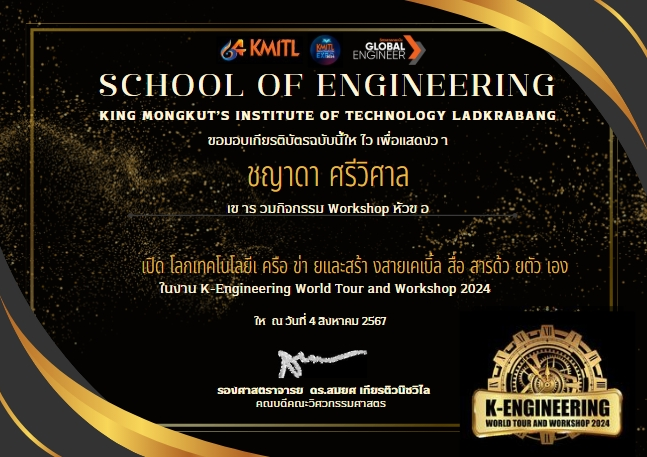 64 KMITL
KMITL
GLOBAL
ENGINEER
SCHOOL OF ENGINEERING
KING MONGKUT'S INSTITUTE OF TECHNOLOGY LADKRABANG
ขอมอบเกียรติบัตรฉบับนี้ให ไว เพื่อแสดงว า
ชญาดา ศรีวิศาล
เข าร วมกิจกรรม Workshop หัวข อ
เปิด โลกเทคโนโลยีเ ครือ ข่า ยและสร้า งสายเคเบิ้ล สื่อ สารด้ว ยตัว เอง
ในงาน K-Engineering World Tour and Workshop 2024
ให ณ วันที่ 4 สิงหาคม 2567
รองศาสตราจารย ดร.สมยศ เกียรติวนิชวิไล
คณบดีคณะวิศวกรรมศาสตร
K-ENGINEERING
WORLD TOUR AND WORKSHOP 2024